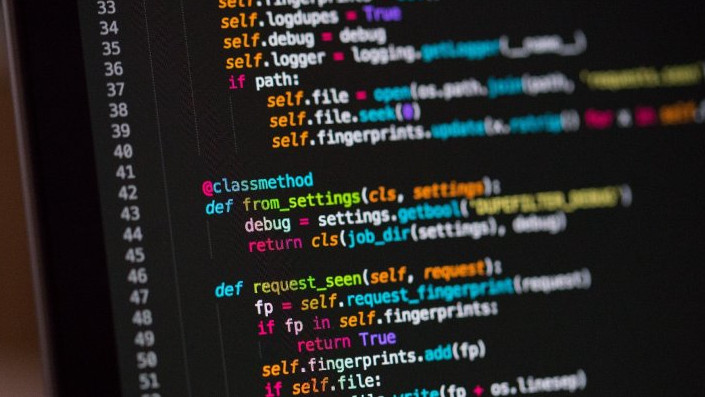 33 self.fingerprints
34 self.logdupes = True
35 self.debug = debug
36 self.logger = logging.getLogger(__name__)
37 if path:
38 self.file = open(os.path.join(path, 'requests.seen'
39 self.file.seek(0)
40 self.fingerprints.update(x.rstrip() for x in self.
41
42 @classmethod
43 def from_settings(cls, settings):
44 debug = settings.getbool('DUPEFILTER_DEBUG')
45 return cls(job_dir(settings), debug)
46
47 def request_seen(self, request):
48 fp = self.request_fingerprint(request)
49 if fp in self.fingerprints:
50 return True
51 self.fingerprints.add(fp)
if self.file:
write(fp + os.linesep)